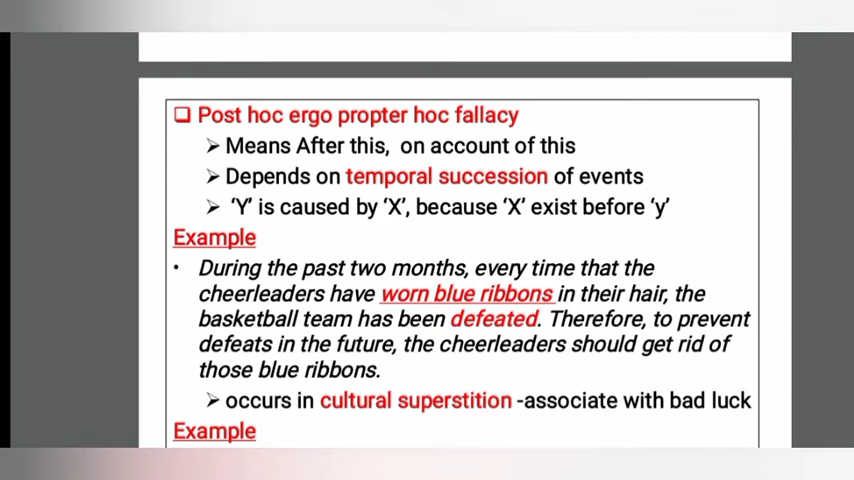 ❑ Post hoc ergo propter hoc fallacy
➢ Means After this, on account of this
➢ Depends on temporal succession of events
➢ ‘Y’ is caused by ‘X’, because ‘X’ exist before ‘y’
Example
• During the past two months, every time that the
cheerleaders have worn blue ribbons in their hair, the
basketball team has been defeated. Therefore, to prevent
defeats in the future, the cheerleaders should get rid of
those blue ribbons.
➢ occurs in cultural superstition -associate with bad luck
Example